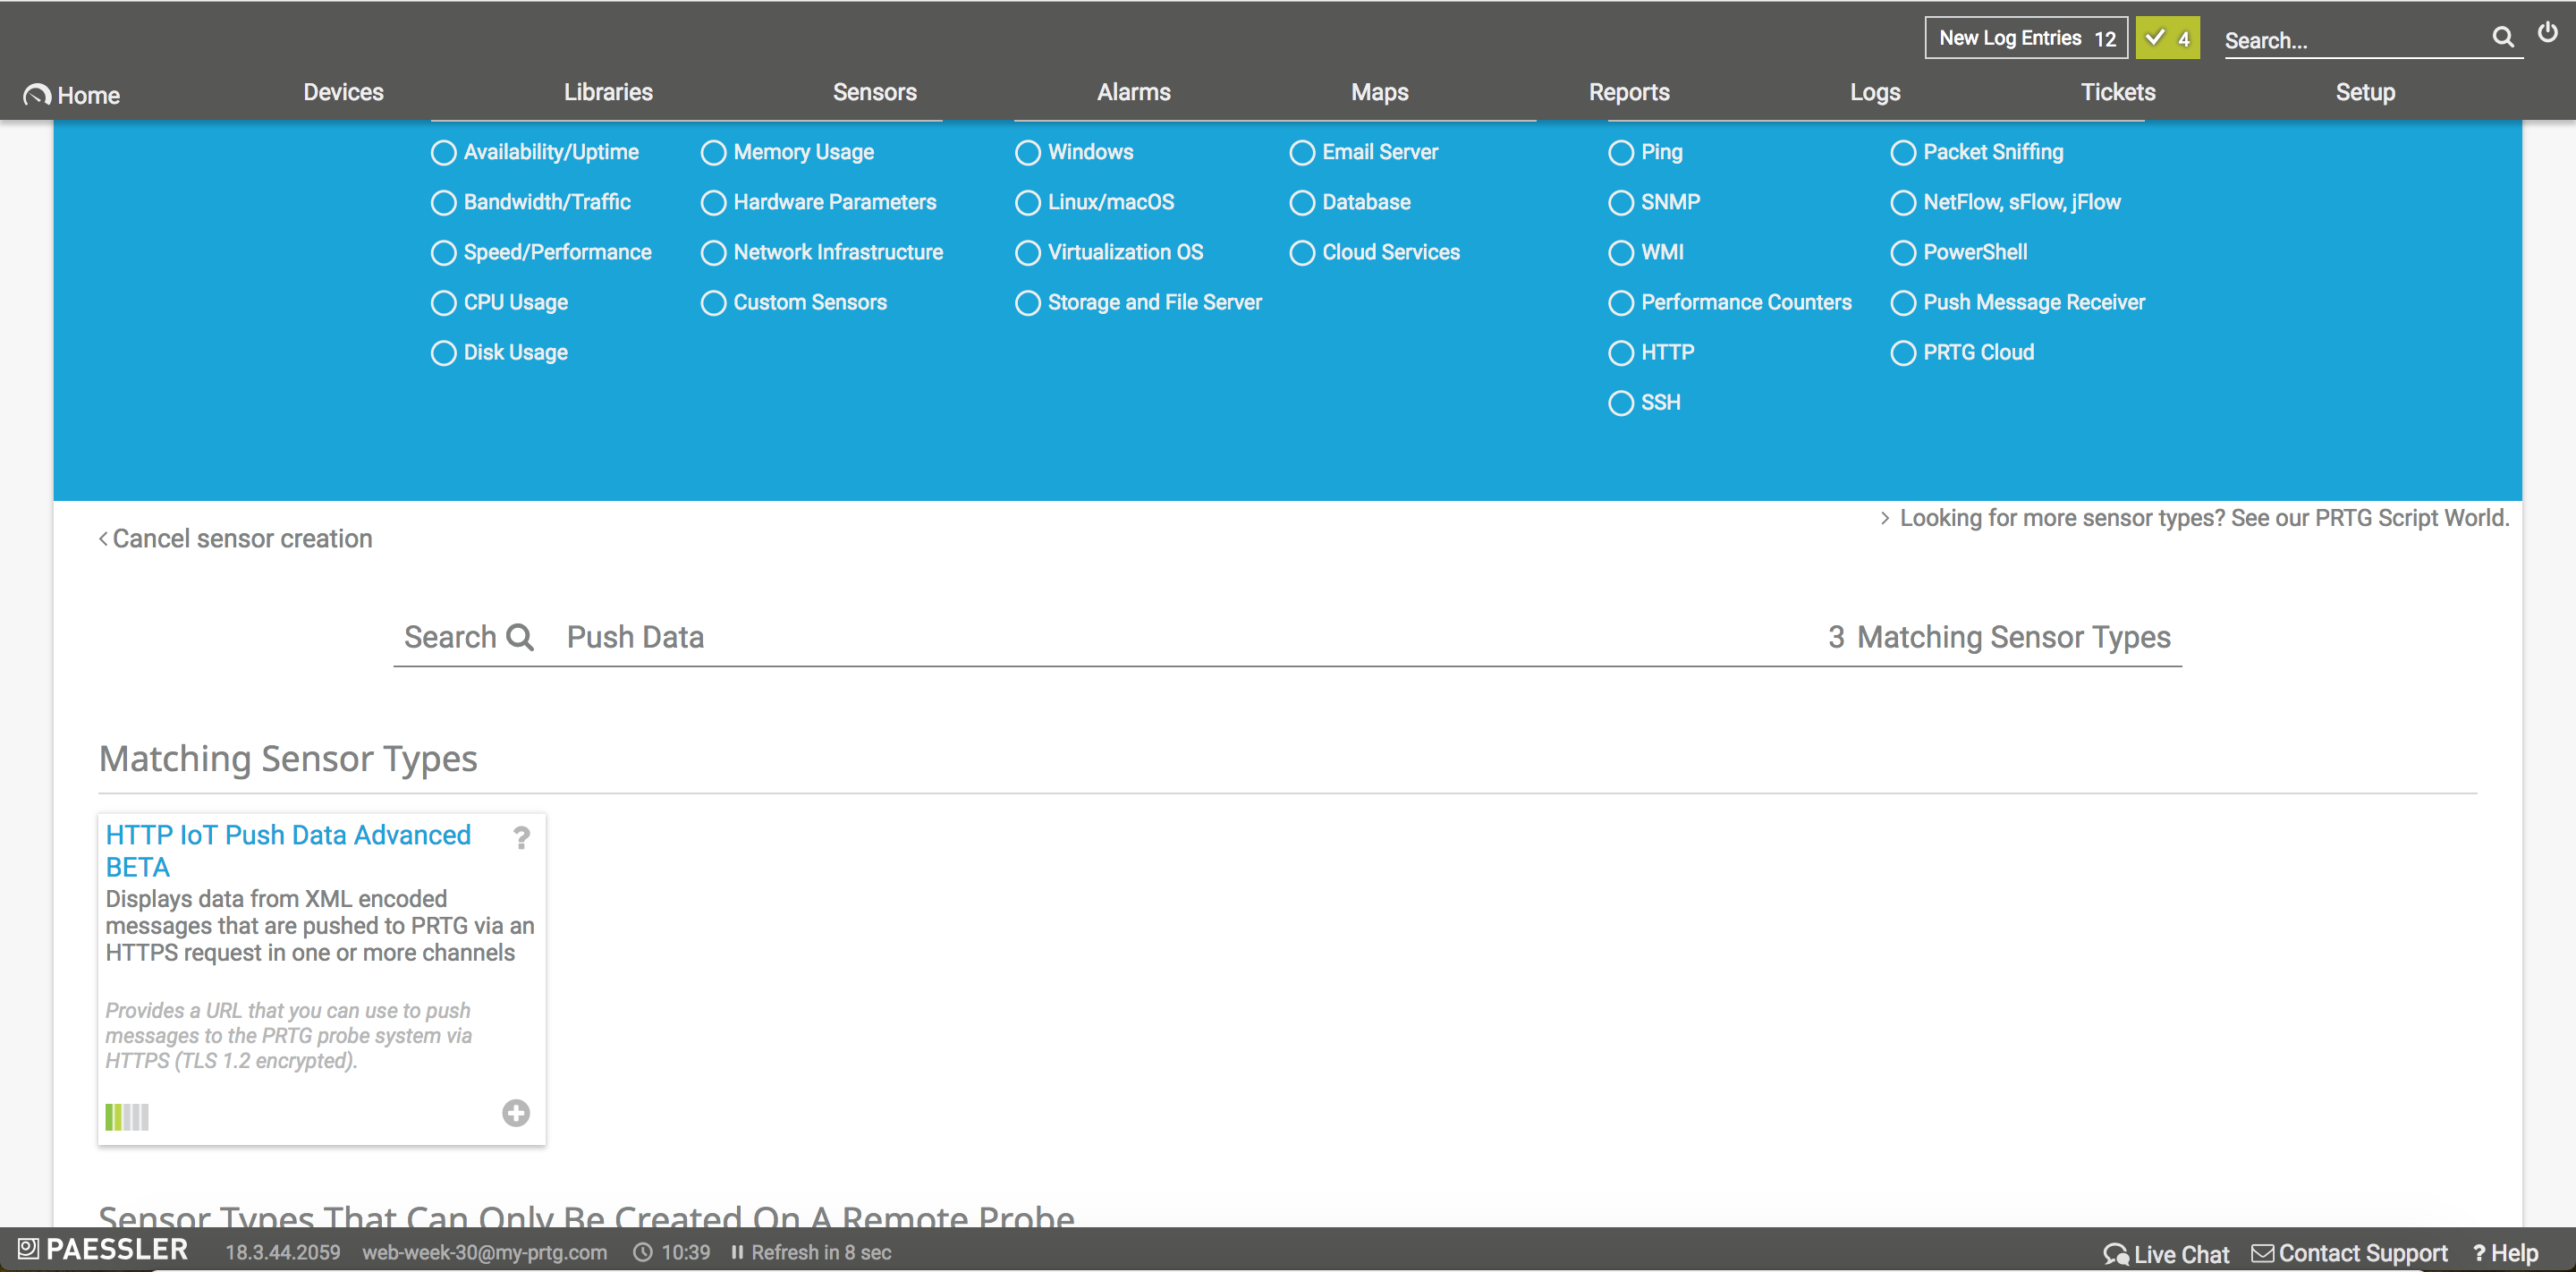 New Log Entries 12
4
Search...
Home
Devices
Libraries
Sensors
Alarms
Maps
Reports
Logs
Tickets
Setup
Availability/Uptime
Bandwidth/Traffic
Speed/Performance
CPU Usage
Disk Usage
Memory Usage
Hardware Parameters
Network Infrastructure
Custom Sensors
Windows
Linux/macOS
Virtualization OS
Storage and File Server
Email Server
Database
Cloud Services
Ping
SNMP
WMI
Performance Counters
HTTP
SSH
Packet Sniffing
NetFlow, sFlow, jFlow
PowerShell
Push Message Receiver
PRTG Cloud
Cancel sensor creation
Looking for more sensor types? See our PRTG Script World.
Search
Push Data
3 Matching Sensor Types
Matching Sensor Types
HTTP IoT Push Data Advanced
BETA
?
Displays data from XML encoded
messages that are pushed to PRTG via an
HTTPS request in one or more channels
Provides a URL that you can use to push
messages to the PRTG probe system via
HTTPS (TLS 1.2 encrypted).
Sensor Types That Can Only Be Created On A Remote Probe
PAESSLER
18.3.44.2059
web-week-30@my-prtg.com
10:39
Refresh in 8 sec
Live Chat
Contact Support
? Help